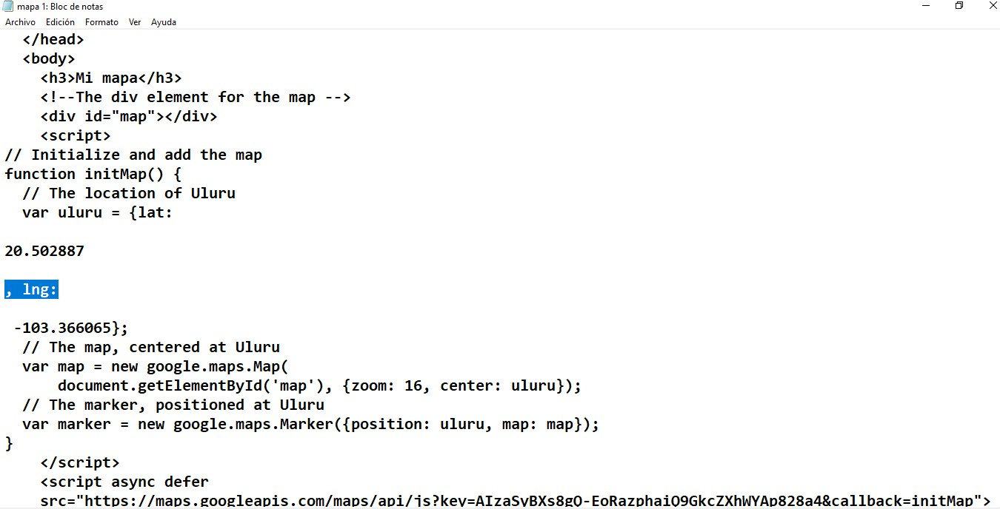 mapa 1: Bloc de notas
Archivo Edición Formato Ver Ayuda
</head>
<body>
<h3>Mi mapa</h3>
<!--The div element for the map -->
<div id="map"></div>
<script>
// Initialize and add the map
function initMap() {
// The location of Uluru
var uluru = {lat:
20.502887
, lng:
-103.366065};
// The map, centered at Uluru
var map = new google.maps.Map(
document.getElementById('map'), {zoom: 16, center: uluru});
// The marker, positioned at Uluru
var marker = new google.maps.Marker({position: uluru, map: map});
}
</script>
<script async defer
src="https://maps.googleapis.com/maps/api/js?key=AIzaSyBXs8gQ-EoRazphaiQ9GkcZXhWYAp828a4&callback=initMap">